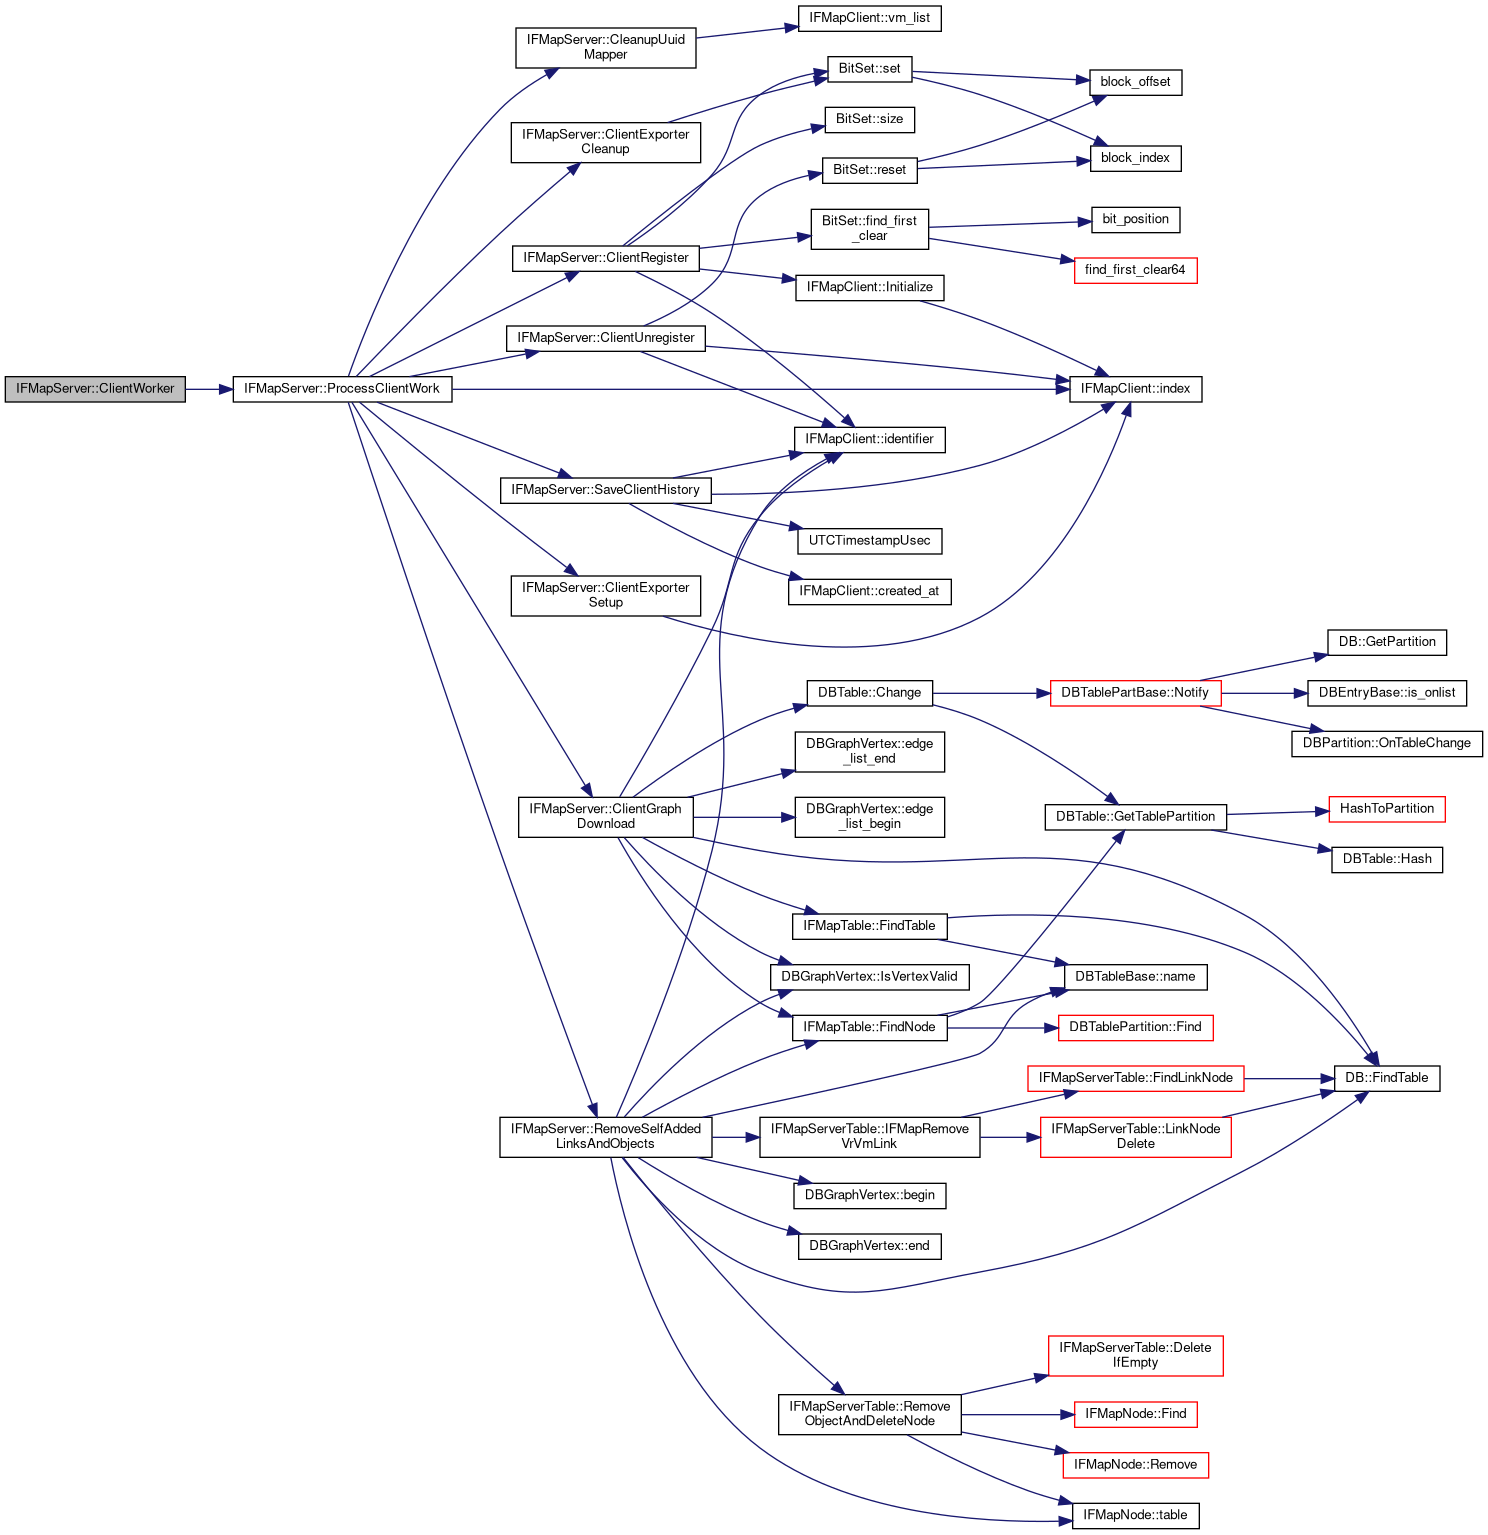 IFMapClient::vm_list
IFMapServer::CleanupUuid
Mapper
BitSet::set
block_offset
BitSet::size
IFMapServer::ClientExporter
Cleanup
block_index
BitSet::reset
BitSet::find_first
_clear
bit_position
IFMapServer::ClientRegister
find_first_clear64
IFMapClient::Initialize
IFMapServer::ClientUnregister
IFMapServer::ClientWorker
IFMapServer::ProcessClientWork
IFMapClient::index
IFMapClient::identifier
IFMapServer::SaveClientHistory
UTCTimestampUsec
IFMapClient::created_at
IFMapServer::ClientExporter
Setup
DB::GetPartition
DBTable::Change
DBTablePartBase::Notify
DBEntryBase::is_onlist
DBPartition::OnTableChange
DBGraphVertex::edge
_list_end
IFMapServer::ClientGraph
Download
DBGraphVertex::edge
_list_begin
DBTable::GetTablePartition
HashToPartition
DBTable::Hash
IFMapTable::FindTable
DBGraphVertex::IsVertexValid
DBTableBase::name
IFMapTable::FindNode
DBTablePartition::Find
IFMapServerTable::FindLinkNode
DB::FindTable
IFMapServer::RemoveSelfAdded
LinksAndObjects
IFMapServerTable::IFMapRemove
VrVmLink
IFMapServerTable::LinkNode
Delete
DBGraphVertex::begin
DBGraphVertex::end
IFMapServerTable::Delete
IfEmpty
IFMapServerTable::Remove
ObjectAndDeleteNode
IFMapNode::Find
IFMapNode::Remove
IFMapNode::table